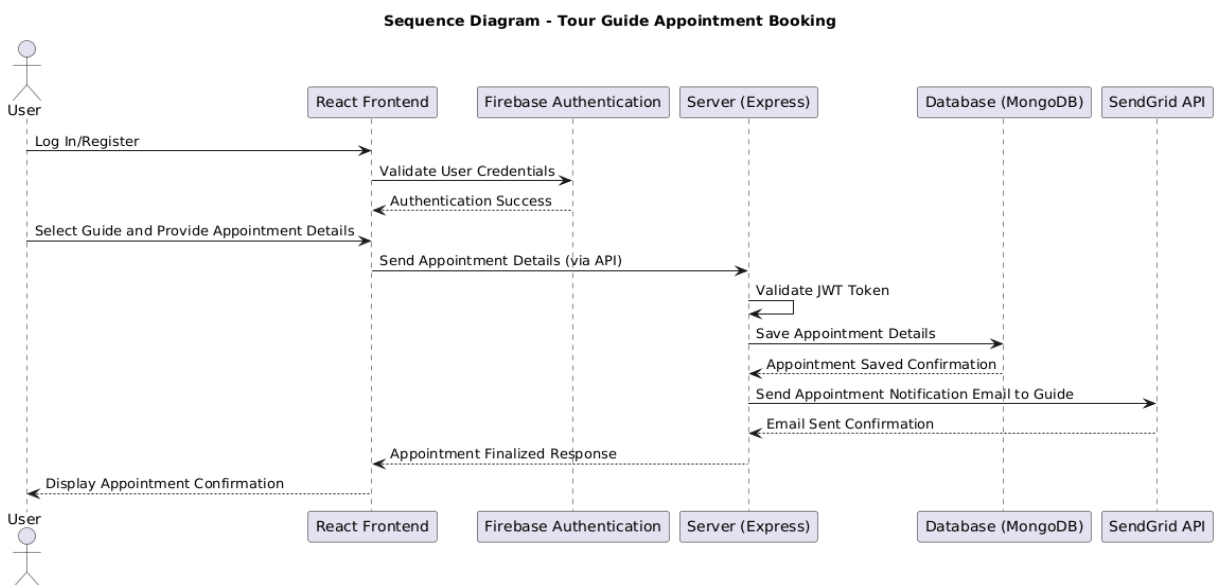 Sequence Diagram - Tour Guide Appointment Booking
User
React Frontend
Firebase Authentication
Server (Express)
Database (MongoDB)
SendGrid API
Log In/Register
Validate User Credentials
Authentication Success
Select Guide and Provide Appointment Details
Send Appointment Details (via API)
Validate JWT Token
Save Appointment Details
Appointment Saved Confirmation
Send Appointment Notification Email to Guide
Email Sent Confirmation
Appointment Finalized Response
Display Appointment Confirmation
User
React Frontend
Firebase Authentication
Server (Express)
Database (MongoDB)
SendGrid API